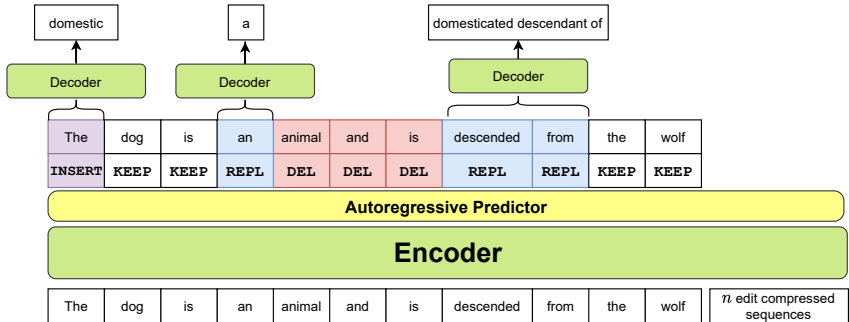 domestic a domesticated descendant of
Decoder Decoder Decoder
The dog is an animal and is descended from the wolf
INSERT KEEP KEEP REPL DEL DEL DEL REPL REPL KEEP KEEP
Autoregressive Predictor
Encoder
The dog is an animal and is descended from the wolf n edit compressed
sequences